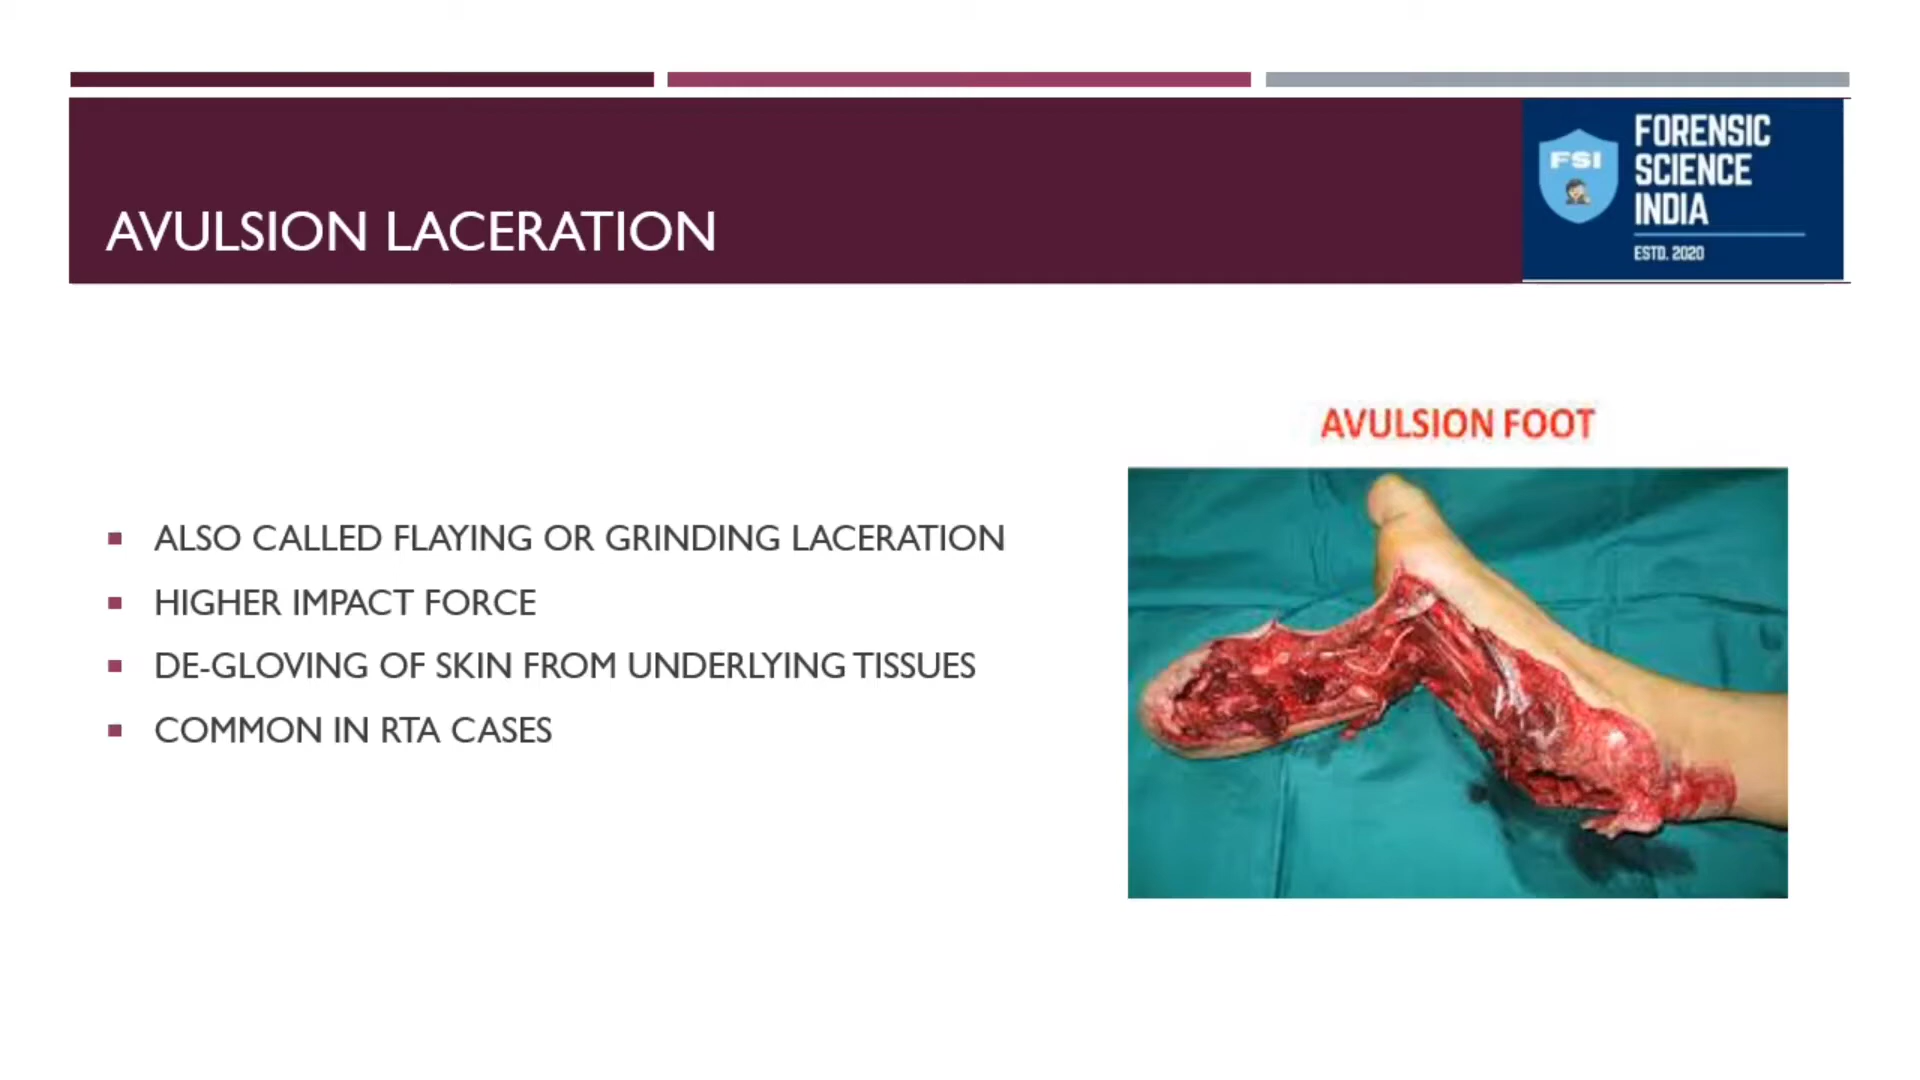 FORENSIC
SCIENCE
INDIA
FSI
ESTD. 2020
AVULSION LACERATION
AVULSION FOOT
ALSO CALLED FLAYING OR GRINDING LACERATION
HIGHER IMPACT FORCE
DE-GLOVING OF SKIN FROM UNDERLYING TISSUES
COMMON IN RTA CASES